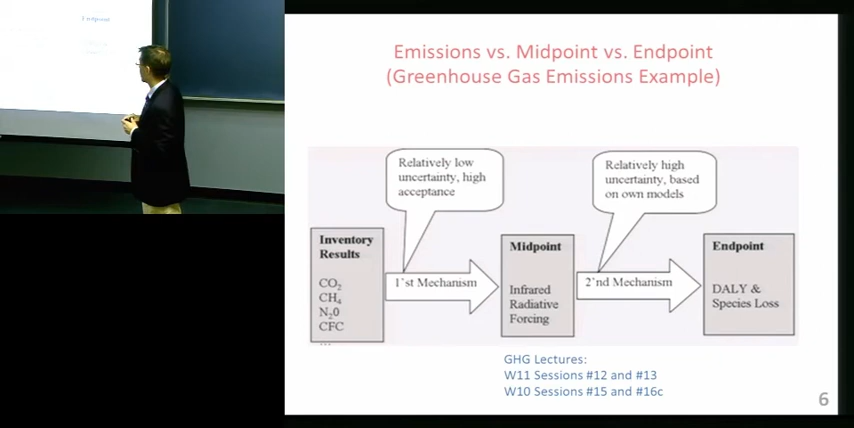 Emissions vs. Midpoint vs. Endpoint
(Greenhouse Gas Emissions Example)
Relatively low
uncertainty, high
acceptance
Relatively high
uncertainty, based
on own models
Inventory
Results
CO₂
CH₄
N₂0
CFC
...
1'st Mechanism
Midpoint
Infrared
Radiative
Forcing
2'nd Mechanism
Endpoint
DALY &
Species Loss
GHG Lectures:
W11 Sessions #12 and #13
W10 Sessions #15 and #16c
6